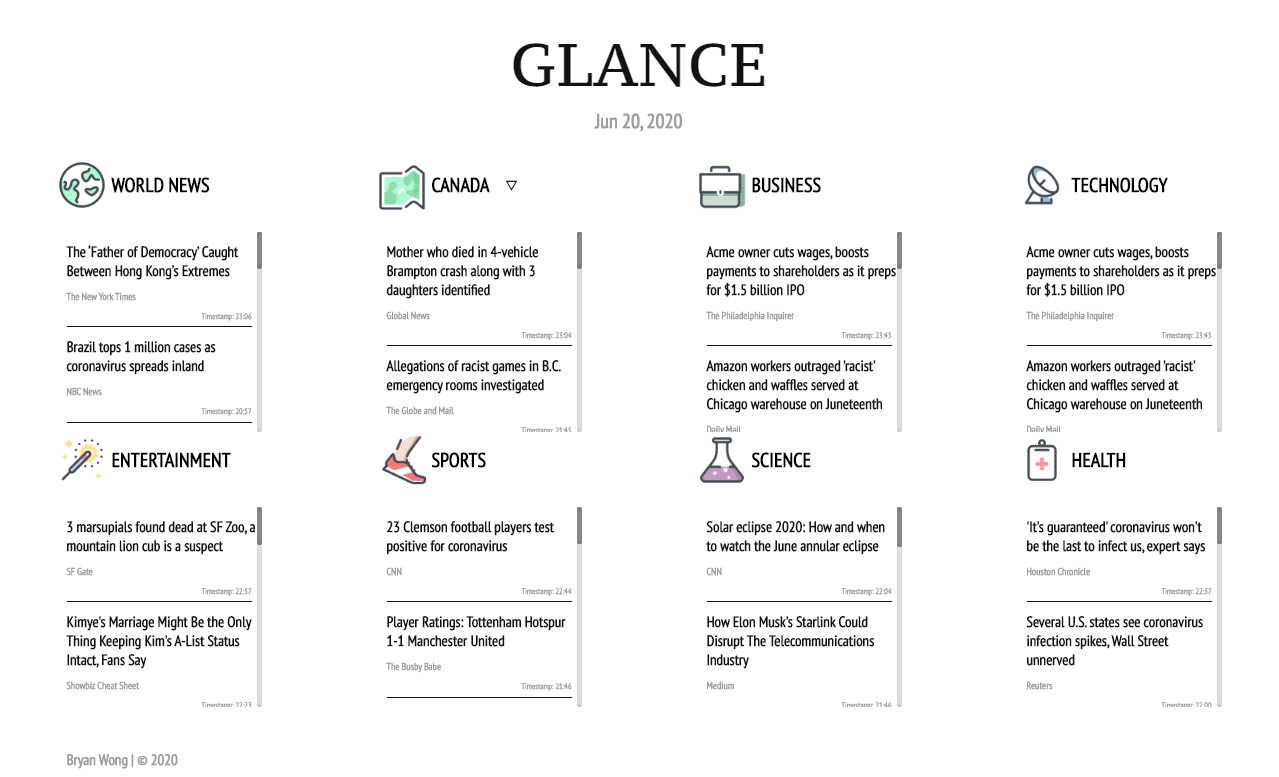 GLANCE
Jun 20, 2020
WORLD NEWS
The 'Father of Democracy' Caught
Between Hong Kong's Extremes
The New York Times
Timestamp: 23:06
Brazil tops 1 million cases as
coronavirus spreads inland
NBC News
Timestamp: 20:57
CANADA
Mother who died in 4-vehicle
Brampton crash along with 3
daughters identified
Global News
Timestamp: 23:04
Allegations of racist games in B.C.
emergency rooms investigated
The Globe and Mail
Timestamp: 21:45
BUSINESS
Acme owner cuts wages, boosts
payments to shareholders as it preps
for $1.5 billion IPO
The Philadelphia Inquirer
Timestamp: 23:45
Amazon workers outraged 'racist'
chicken and waffles served at
Chicago warehouse on Juneteenth
Daily Mail
TECHNOLOGY
Acme owner cuts wages, boosts
payments to shareholders as it preps
for $1.5 billion IPO
The Philadelphia Inquirer
Timestamp: 23:45
Amazon workers outraged 'racist'
chicken and waffles served at
Chicago warehouse on Juneteenth
Daily Mail
ENTERTAINMENT
3 marsupials found dead at SF Zoo, a
mountain lion cub is a suspect
SF Gate
Timestamp: 22:57
Kimye's Marriage Might Be the Only
Thing Keeping Kim's A-List Status
Intact, Fans Say
Showbiz Cheat Sheet
Timestamp: 22:23
SPORTS
23 Clemson football players test
positive for coronavirus
CNN
Timestamp: 22:44
Player Ratings: Tottenham Hotspur
1-1 Manchester United
The Busby Babe
Timestamp: 21:46
SCIENCE
Solar eclipse 2020: How and when
to watch the June annular eclipse
CNN
Timestamp: 22:04
How Elon Musk's Starlink Could
Disrupt The Telecommunications
Industry
Medium
Timestamp: 21:46
HEALTH
'It's guaranteed' coronavirus won't
be the last to infect us, expert says
Houston Chronicle
Timestamp: 22:37
Several U.S. states see coronavirus
infection spikes, Wall Street
unnerved
Reuters
Timestamp: 22:00
Bryan Wong | © 2020